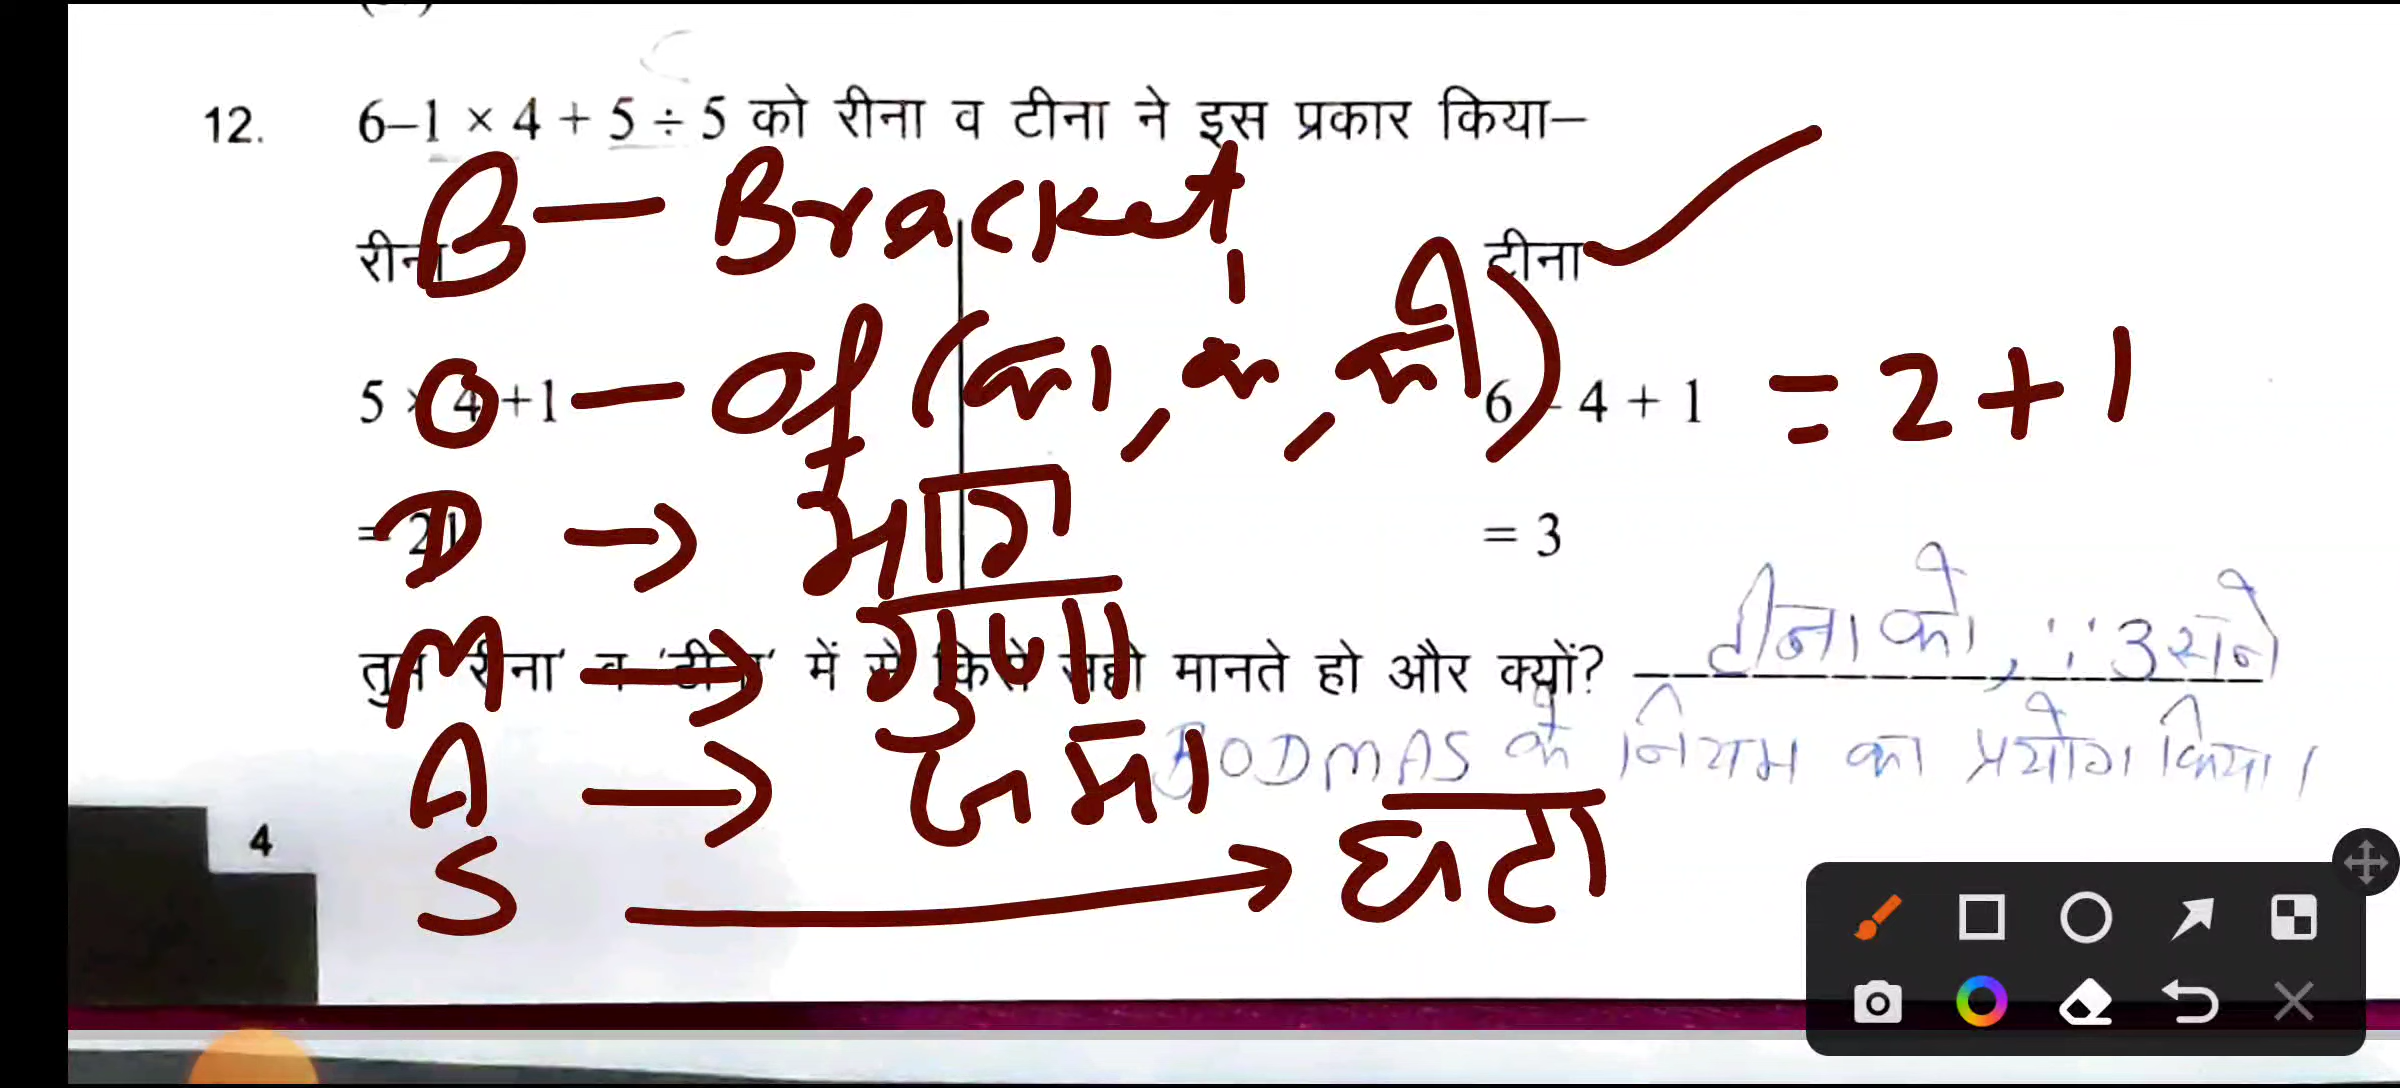 12. 6–1 × 4 + 5 ÷ 5 को रीना व टीना ने इस प्रकार किया–
B — Bracket
रीना टीना
O — Of (का, के, की)
5 × 4 +1 6 – 4 + 1 = 2 + 1
D → भाग
= 21 = 3
M → गुणा
तुम 'रीना' व 'टीना' में से किसे सही मानते हो और क्यों? टीना को, ∵ उसने
A → जमा
BODMAS के नियम का प्रयोग किया।
S → घटा
4